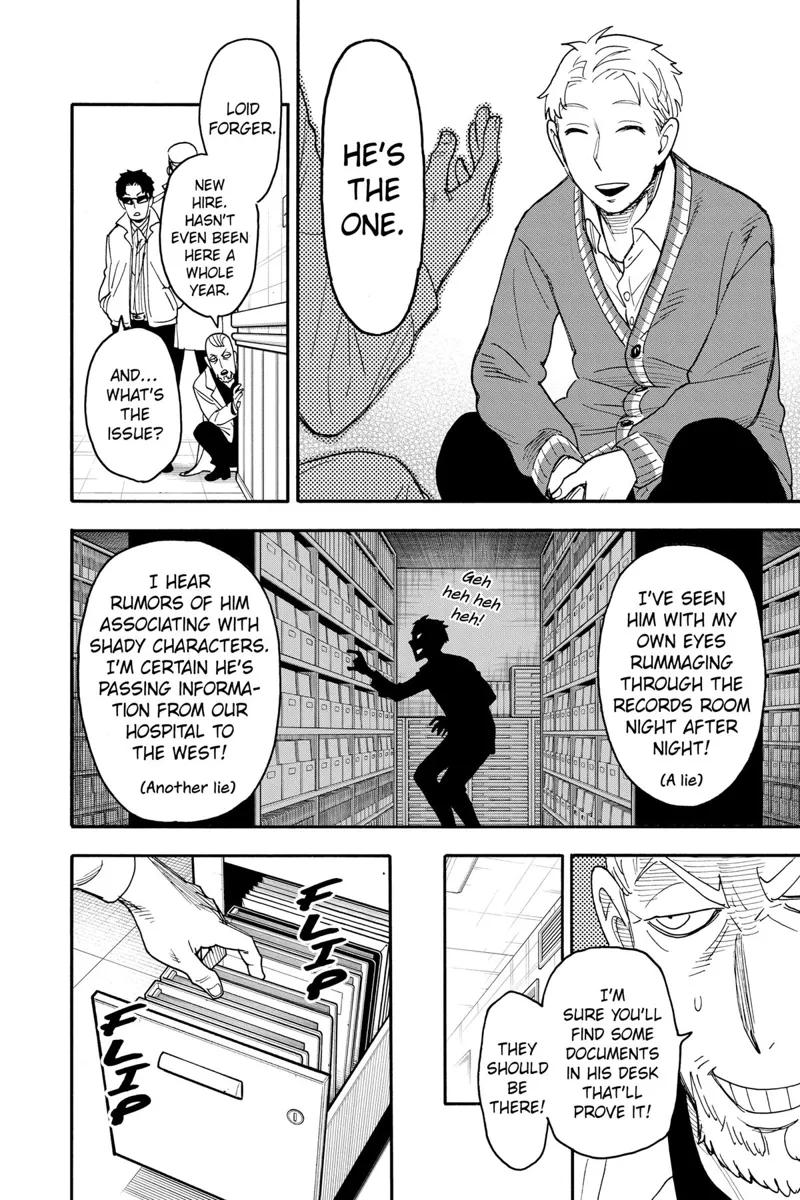 HE'S
THE
ONE.
LOID
FORGER.
NEW
HIRE.
HASN'T
EVEN BEEN
HERE A
WHOLE
YEAR.
AND...
WHAT'S
THE
ISSUE?
I'VE SEEN
HIM WITH MY
OWN EYES
RUMMAGING
THROUGH THE
RECORDS ROOM
NIGHT AFTER
NIGHT!
(A lie)
Geh
heh heh
heh!
I HEAR
RUMORS OF HIM
ASSOCIATING WITH
SHADY CHARACTERS.
I'M CERTAIN HE'S
PASSING INFORMA-
TION FROM OUR
HOSPITAL TO
THE WEST!
(Another lie)
I'M
SURE YOU'LL
FIND SOME
DOCUMENTS
IN HIS DESK
THAT'LL
PROVE IT!
THEY
SHOULD
BE
THERE!
FLIP
FLIP